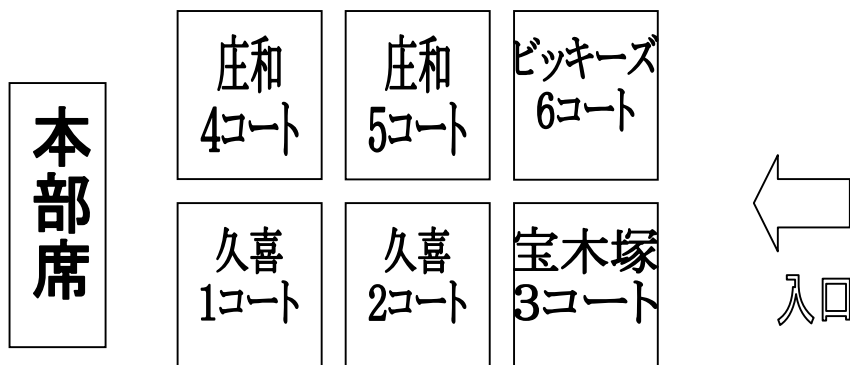 本部席
庄和
4コート
庄和
5コート
ビッキーズ
6コート
久喜
1コート
久喜
2コート
宝木塚
3コート
入口